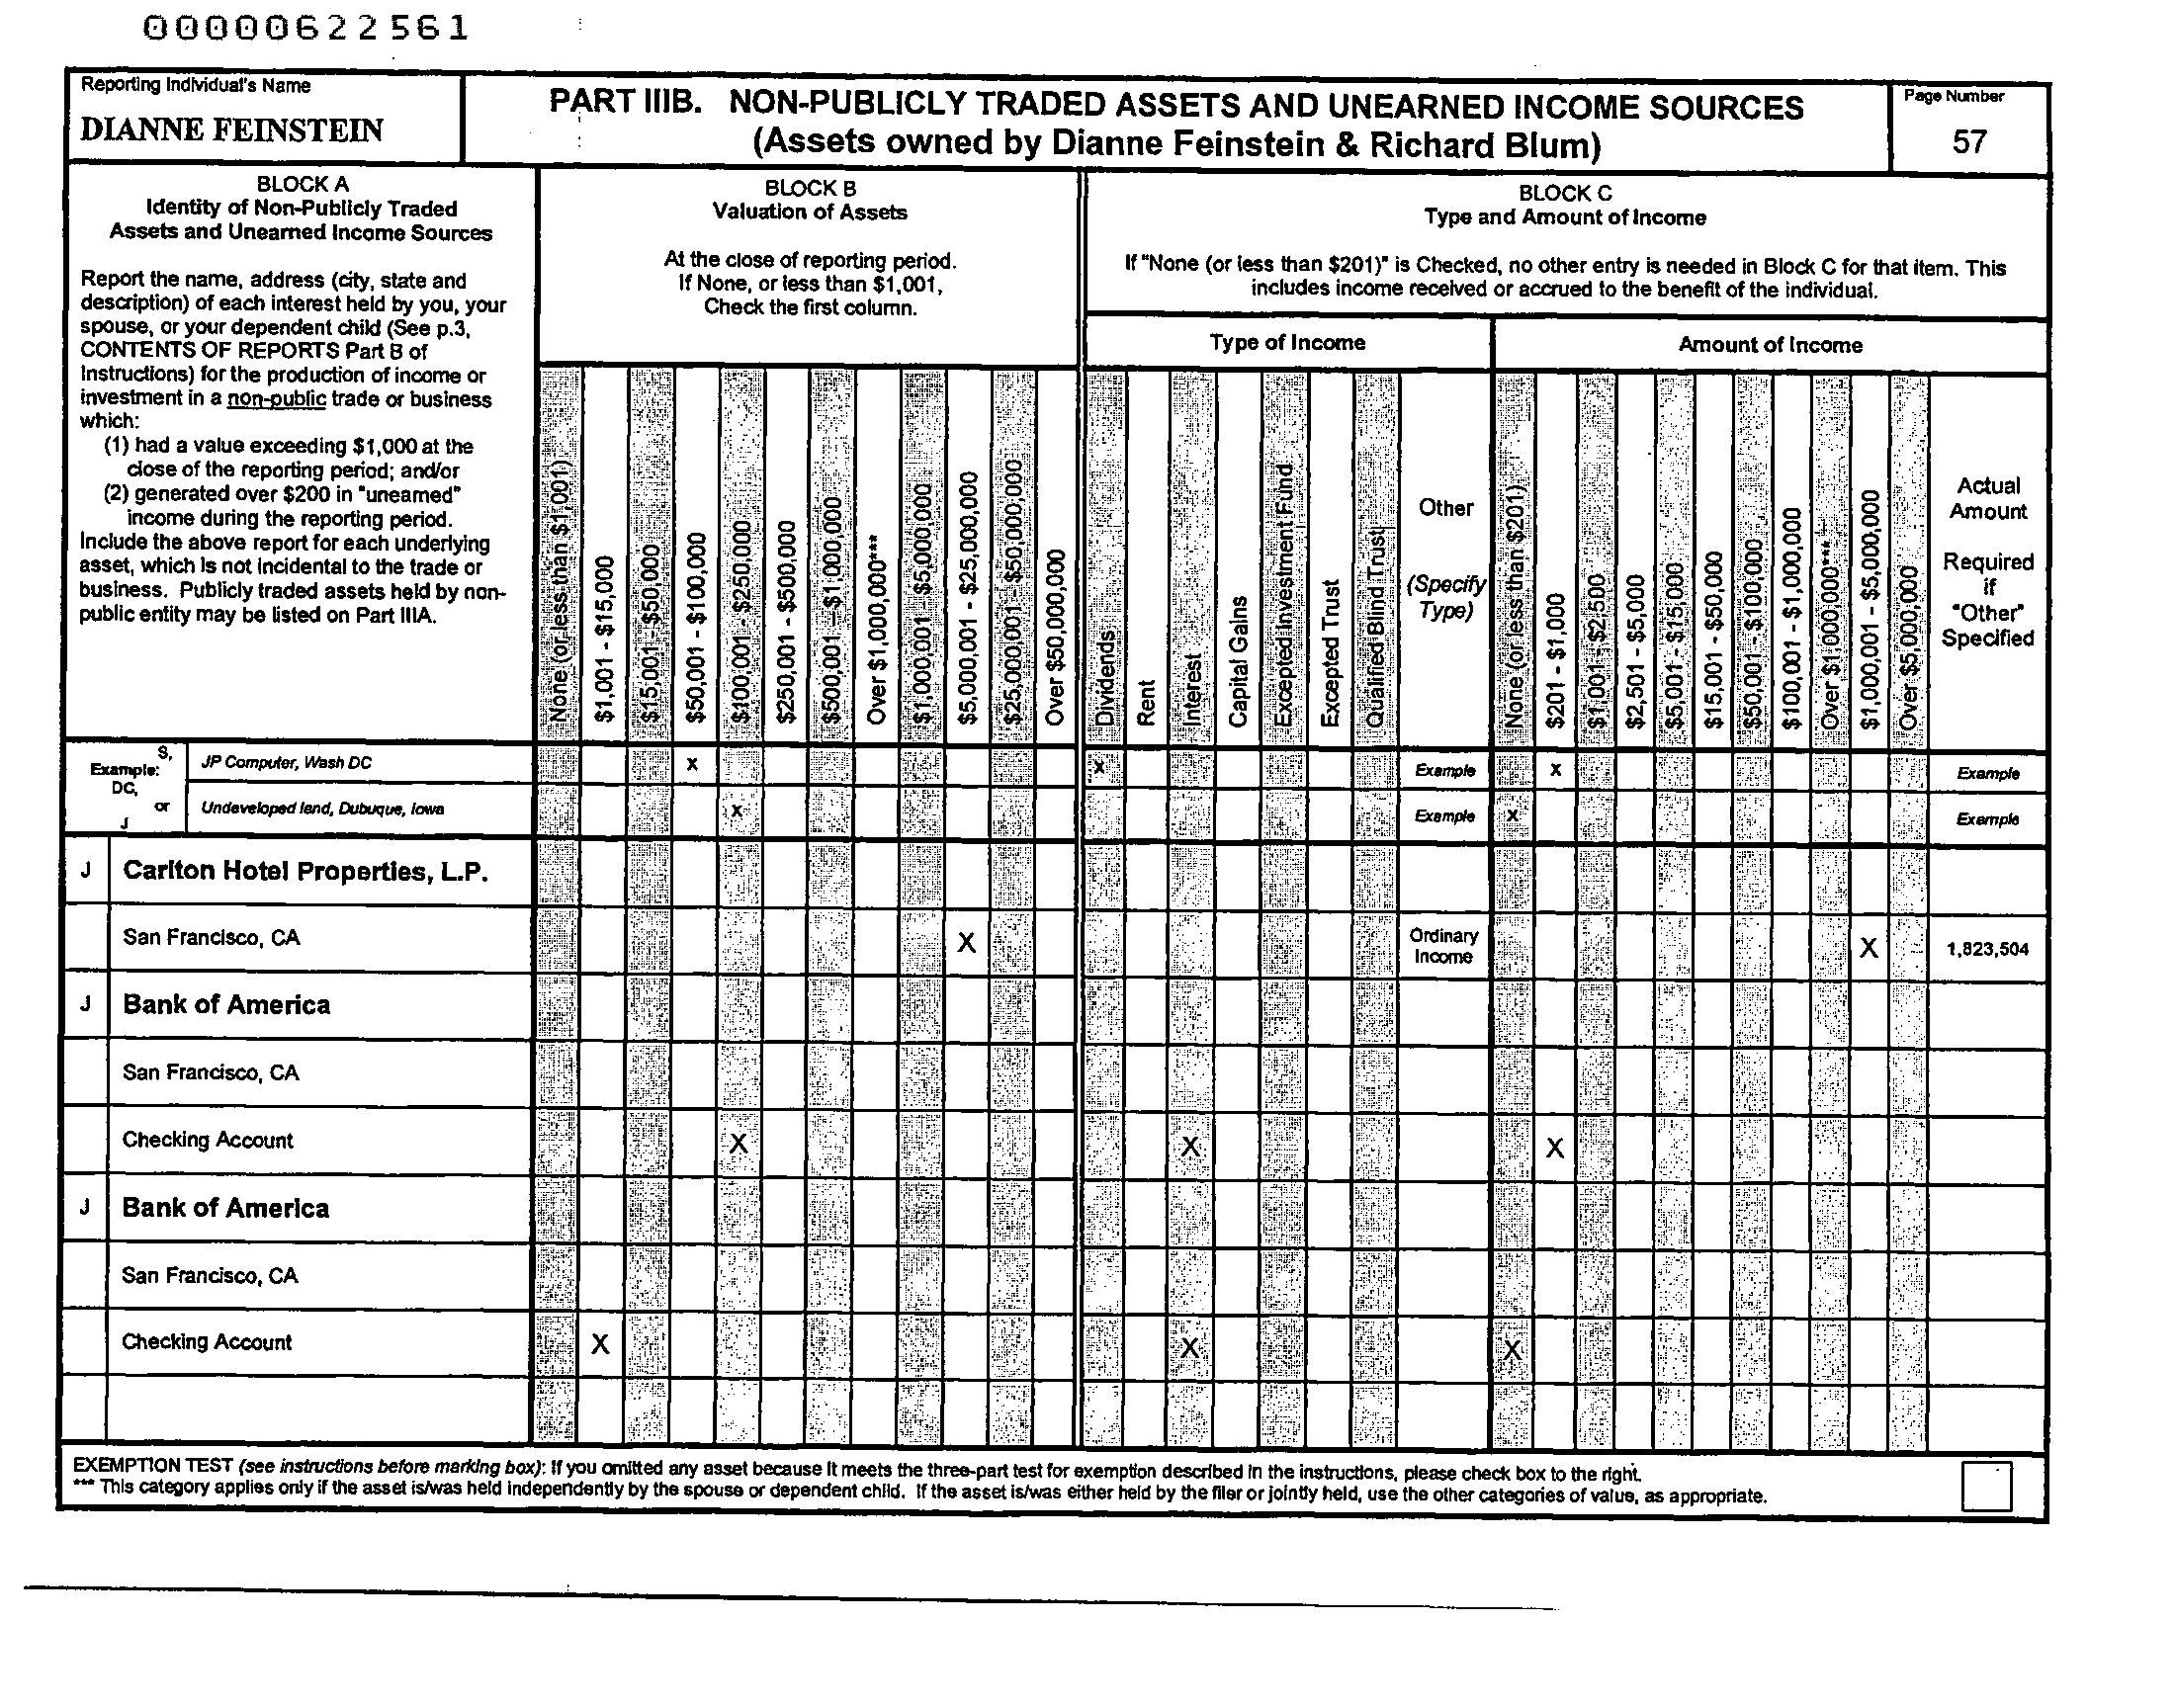 00000622561
Reporting Individual's Name
DIANNE FEINSTEIN
PART IIIB. NON-PUBLICLY TRADED ASSETS AND UNEARNED INCOME SOURCES
(Assets owned by Dianne Feinstein & Richard Blum)
Page Number
57
BLOCK A
Identity of Non-Publicly Traded
Assets and Unearned Income Sources
Report the name, address (city, state and
description) of each interest held by you, your
spouse, or your dependent child (See p.3,
CONTENTS OF REPORTS Part B of
Instructions) for the production of income or
investment in a non-public trade or business
which:
(1) had a value exceeding $1,000 at the
close of the reporting period; and/or
(2) generated over $200 in "unearned"
income during the reporting period.
Include the above report for each underlying
asset, which is not incidental to the trade or
business. Publicly traded assets held by non-
public entity may be listed on Part IIIA.
BLOCK B
Valuation of Assets
At the close of reporting period.
If None, or less than $1,001,
Check the first column.
BLOCK C
Type and Amount of Income
If "None (or less than $201)" is Checked, no other entry is needed in Block C for that item. This
includes income received or accrued to the benefit of the individual.
Type of Income
Amount of Income
None (or less than $1,001)
$1,001 - $15,000
$15,001 - $50,000
$50,001 - $100,000
$100,001 - $250,000
$250,001 - $500,000
$500,001 - $1,000,000
Over $1,000,000***
$1,000,001 - $5,000,000
$5,000,001 - $25,000,000
$25,000,001 - $50,000,000
Over $50,000,000
Dividends
Rent
Interest
Capital Gains
Excepted Investment Fund
Excepted Trust
Qualified Blind Trust
Other
(Specify
Type)
None (or less than $201)
$201 - $1,000
$1,001 - $2,500
$2,501 - $5,000
$5,001 - $15,000
$15,001 - $50,000
$50,001 - $100,000
$100,001 - $1,000,000
Over $1,000,000***
$1,000,001 - $5,000,000
Over $5,000,000
Actual
Amount
Required
if
"Other"
Specified
Example:
S,
DC,
or
J
JP Computer, Wash DC
x
x
Example
x
Example
Undeveloped land, Dubuque, Iowa
x
Example
x
Example
J
Carlton Hotel Properties, L.P.
San Francisco, CA
X
Ordinary
Income
X
1,823,504
J
Bank of America
San Francisco, CA
Checking Account
X
X
X
J
Bank of America
San Francisco, CA
Checking Account
X
X
X
EXEMPTION TEST (see instructions before marking box): If you omitted any asset because it meets the three-part test for exemption described in the instructions, please check box to the right.
*** This category applies only if the asset is/was held independently by the spouse or dependent child. If the asset is/was either held by the filer or jointly held, use the other categories of value, as appropriate.